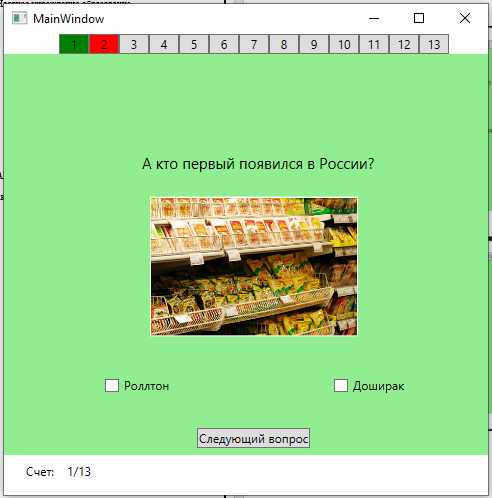 MainWindow
1 2 3 4 5 6 7 8 9 10 11 12 13
А кто первый появился в России?
Роллтон Доширак
Следующий вопрос
Счет: 1/13